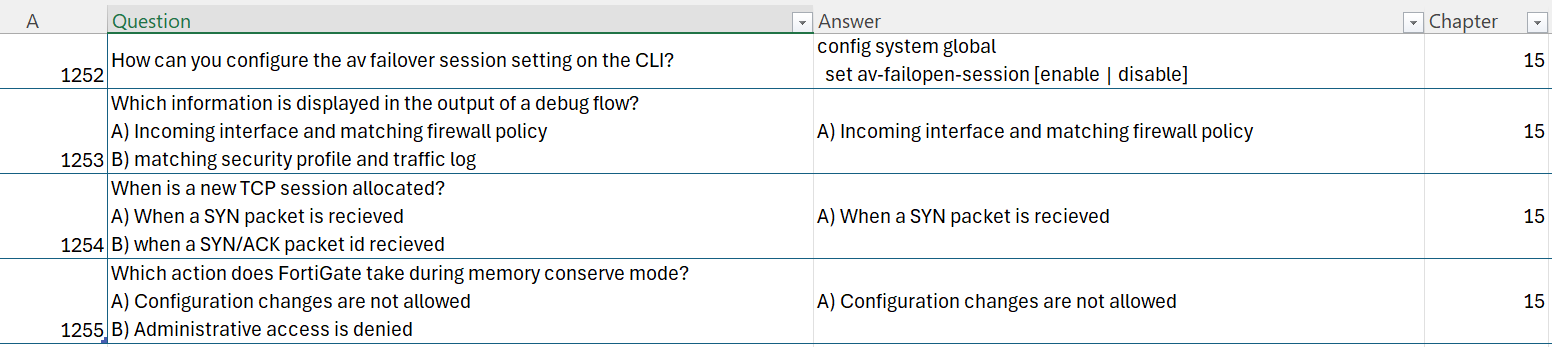 A Question Answer Chapter
1252 How can you configure the av failover session setting on the CLI? config system global
set av-failopen-session [enable | disable] 15
1253 Which information is displayed in the output of a debug flow?
A) Incoming interface and matching firewall policy
B) matching security profile and traffic log
A) Incoming interface and matching firewall policy 15
1254 When is a new TCP session allocated?
A) When a SYN packet is recieved
B) when a SYN/ACK packet id recieved
A) When a SYN packet is recieved 15
1255 Which action does FortiGate take during memory conserve mode?
A) Configuration changes are not allowed
B) Administrative access is denied
A) Configuration changes are not allowed 15